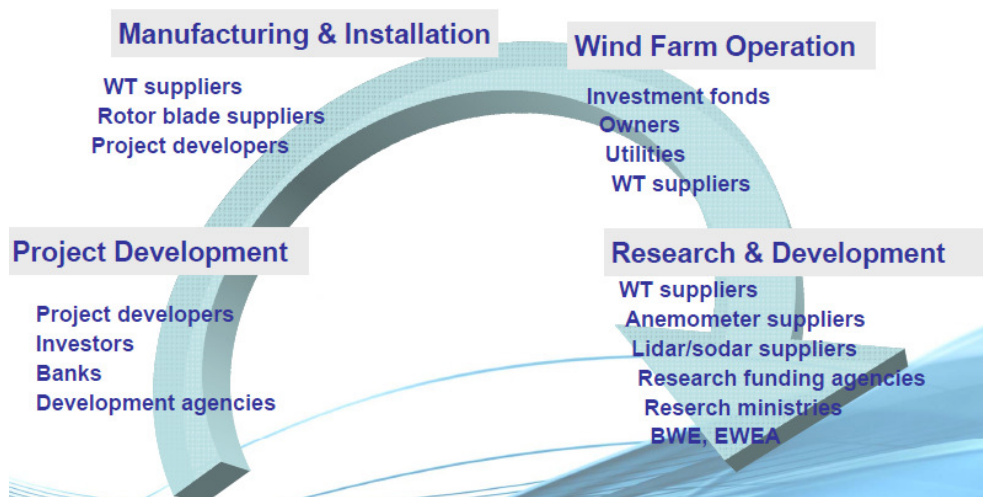 Manufacturing & Installation
WT suppliers
Rotor blade suppliers
Project developers
Wind Farm Operation
Investment fonds
Owners
Utilities
WT suppliers
Project Development
Project developers
Investors
Banks
Development agencies
Research & Development
WT suppliers
Anemometer suppliers
Lidar/sodar suppliers
Research funding agencies
Reserch ministries
BWE, EWEA